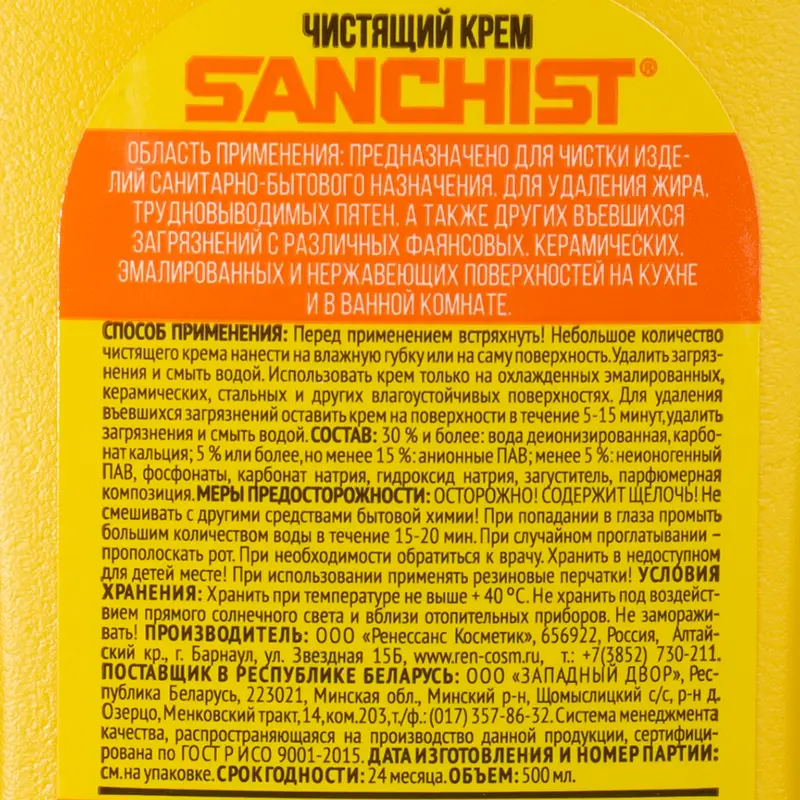 ЧИСТЯЩИЙ КРЕМ
SANCHIST®
ОБЛАСТЬ ПРИМЕНЕНИЯ: ПРЕДНАЗНАЧЕНО ДЛЯ ЧИСТКИ ИЗДЕ-
ЛИЙ САНИТАРНО-БЫТОВОГО НАЗНАЧЕНИЯ. ДЛЯ УДАЛЕНИЯ ЖИРА,
ТРУДНОВЫВОДИМЫХ ПЯТЕН, А ТАКЖЕ ДРУГИХ ВЪЕВШИХСЯ
ЗАГРЯЗНЕНИЙ С РАЗЛИЧНЫХ ФАЯНСОВЫХ, КЕРАМИЧЕСКИХ,
ЭМАЛИРОВАННЫХ И НЕРЖАВЕЮЩИХ ПОВЕРХНОСТЕЙ НА КУХНЕ
И В ВАННОЙ КОМНАТЕ.
СПОСОБ ПРИМЕНЕНИЯ: Перед применением встряхнуть! Небольшое количество
чистящего крема нанести на влажную губку или на саму поверхность. Удалить загряз-
нения и смыть водой. Использовать крем только на охлажденных эмалированных,
керамических, стальных и других влагоустойчивых поверхностях. Для удаления
въевшихся загрязнений оставить крем на поверхности в течение 5-15 минут, удалить
загрязнения и смыть водой. СОСТАВ: 30 % и более: вода деионизированная, карбо-
нат кальция; 5 % или более, но менее 15 %: анионные ПАВ; менее 5 %: неионогенный
ПАВ, фосфонаты, карбонат натрия, гидроксид натрия, загуститель, парфюмерная
композиция. МЕРЫ ПРЕДОСТОРОЖНОСТИ: ОСТОРОЖНО! СОДЕРЖИТ ЩЕЛОЧЬ! Не
смешивать с другими средствами бытовой химии! При попадании в глаза промыть
большим количеством воды в течение 15-20 мин. При случайном проглатывании –
прополоскать рот. При необходимости обратиться к врачу. Хранить в недоступном
для детей месте! При использовании применять резиновые перчатки! УСЛОВИЯ
ХРАНЕНИЯ: Хранить при температуре не выше + 40 °С. Не хранить под воздейст-
вием прямого солнечного света и вблизи отопительных приборов. Не заморажи-
вать! ПРОИЗВОДИТЕЛЬ: ООО «Ренессанс Косметик», 656922, Россия, Алтай-
ский кр., г. Барнаул, ул. Звездная 15Б, www.ren-cosm.ru, т.: +7(3852) 730-211.
ПОСТАВЩИК В РЕСПУБЛИКЕ БЕЛАРУСЬ: ООО «ЗАПАДНЫЙ ДВОР», Рес-
публика Беларусь, 223021, Минская обл., Минский р-н, Щомыслицкий с/с, р-н д.
Озерцо, Менковский тракт, 14, ком. 203, т./ф.: (017) 357-86-32. Система менеджмента
качества, распространяющаяся на производство данной продукции, сертифици-
рована по ГОСТ Р ИСО 9001-2015. ДАТА ИЗГОТОВЛЕНИЯ И НОМЕР ПАРТИИ:
см. на упаковке. СРОК ГОДНОСТИ: 24 месяца. ОБЪЕМ: 500 мл.